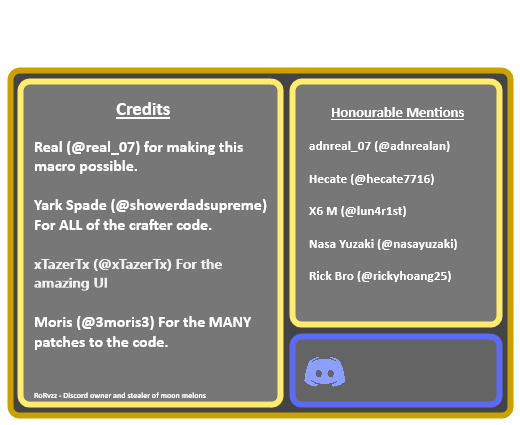 Credits
Real (@real_07) for making this
macro possible.
Yark Spade (@showerdadsupreme)
For ALL of the crafter code.
xTazerTx (@xTazerTx) For the
amazing UI
Moris (@3moris3) For the MANY
patches to the code.
RoRvzz - Discord owner and stealer of moon melons
Honourable Mentions
adnreal_07 (@adnrealan)
Hecate (@hecate7716)
X6 M (@lun4r1st)
Nasa Yuzaki (@nasayuzaki)
Rick Bro (@rickyhoang25)